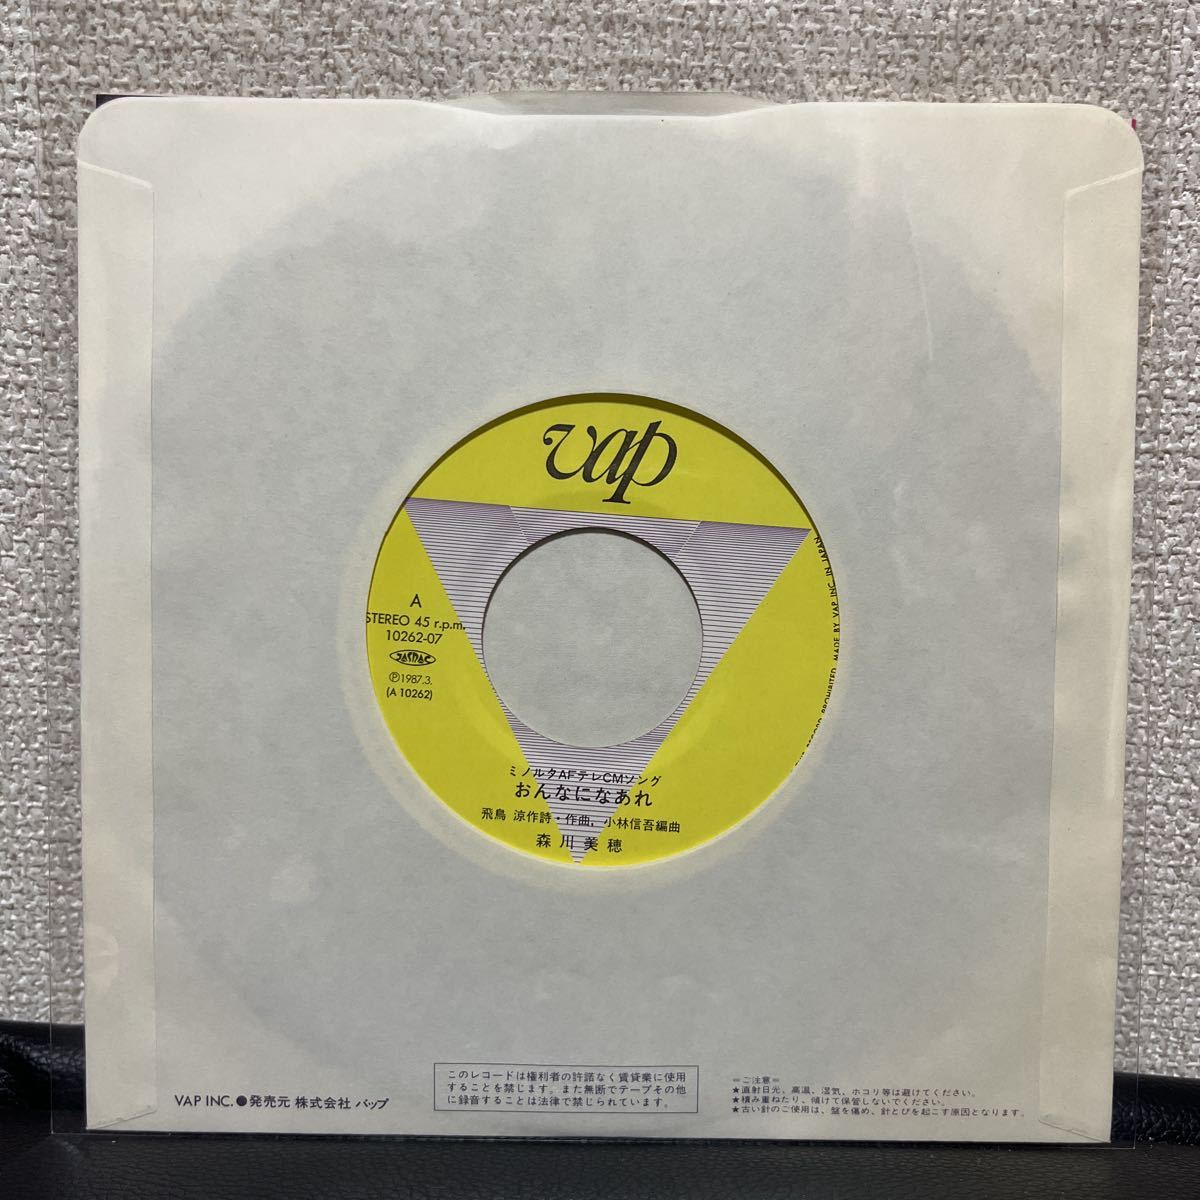 vap
A
STEREO 45 r.p.m.
10262-07
JASRAC
Ⓟ1987.3.
(A 10262)
RECORD PROHIBITED. MADE BY VAP INC. IN JAPAN
ミノルタAFテレCMソング
おんなになあれ
飛鳥 涼作詩・作曲, 小林信吾編曲
森川美穂
このレコードは権利者の許諾なく賃貸業に使用
することを禁じます。また無断でテープその他
に録音することは法律で禁じられています。
VAP INC.●発売元 株式会社 バップ
=ご注意=
★直射日光、高温、湿気、ホコリ等は避けてください。
★積み重ねたり、傾けて保管しないでください。
★古い針のご使用は、盤を傷め、針とびを起こす原因となります。